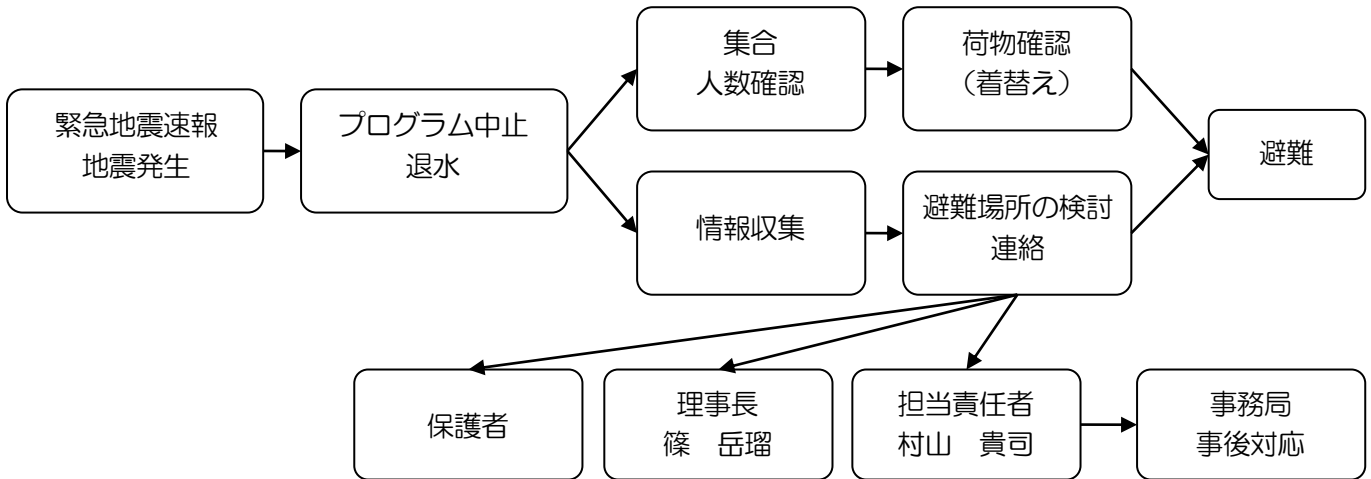 緊急地震速報
地震発生
プログラム中止
退水
集合
人数確認
荷物確認
（着替え）
情報収集
避難場所の検討
連絡
避難
保護者
理事長
篠　岳瑠
担当責任者
村山　貴司
事務局
事後対応